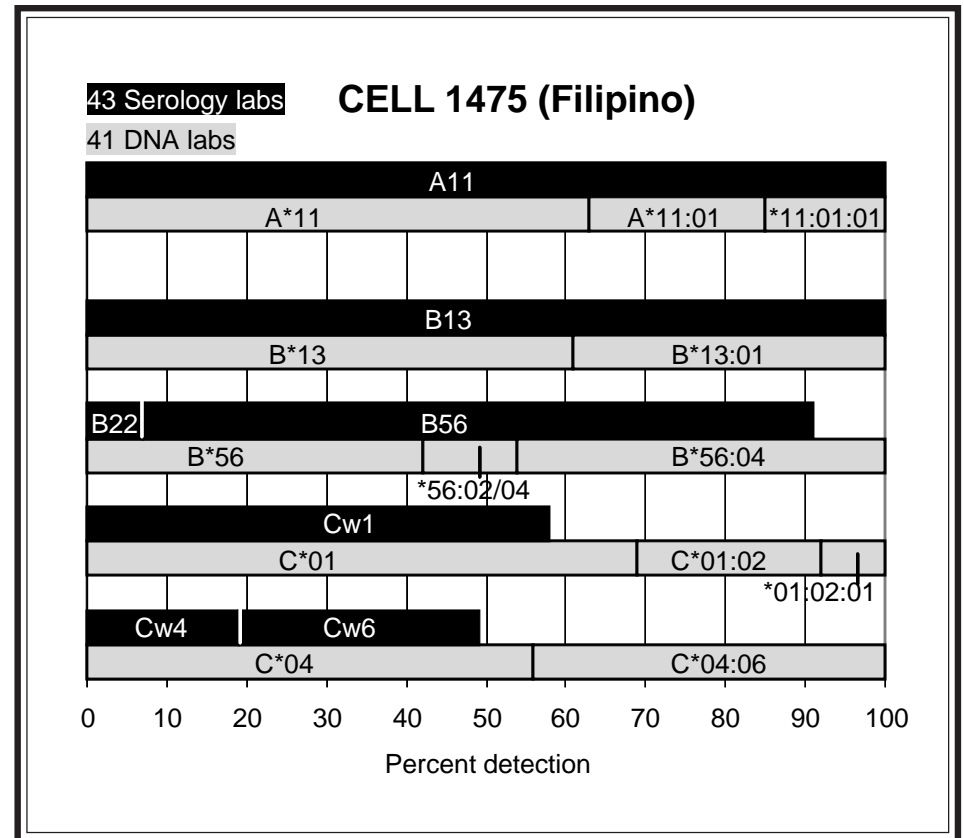 43 Serology labs CELL 1475 (Filipino)
41 DNA labs
A11
A*11 A*11:01 *11:01:01
B13
B*13 B*13:01
B22 B56
B*56 B*56:04
*56:02/04
Cw1
C*01 C*01:02
*01:02:01
Cw4 Cw6
C*04 C*04:06
0 10 20 30 40 50 60 70 80 90 100
Percent detection